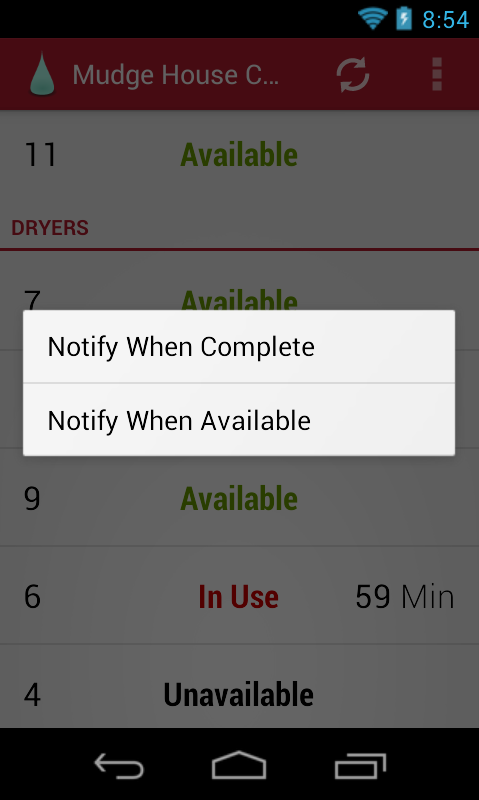 8:54
Mudge House C...
11 Available
DRYERS
7 Available
Notify When Complete
Notify When Available
9 Available
6 In Use 59 Min
4 Unavailable